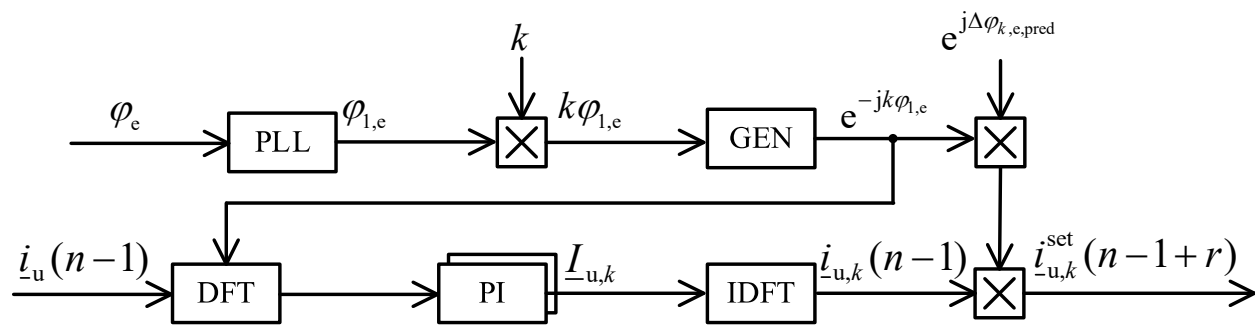 k
e^{jΔφ_{k,e,pred}}
φ_e PLL φ_{1,e} kφ_{1,e} GEN e^{-jkφ_{1,e}}
i_u(n-1) DFT PI I_{u,k} IDFT i_{u,k}(n-1) i^{set}_{u,k}(n-1+r)